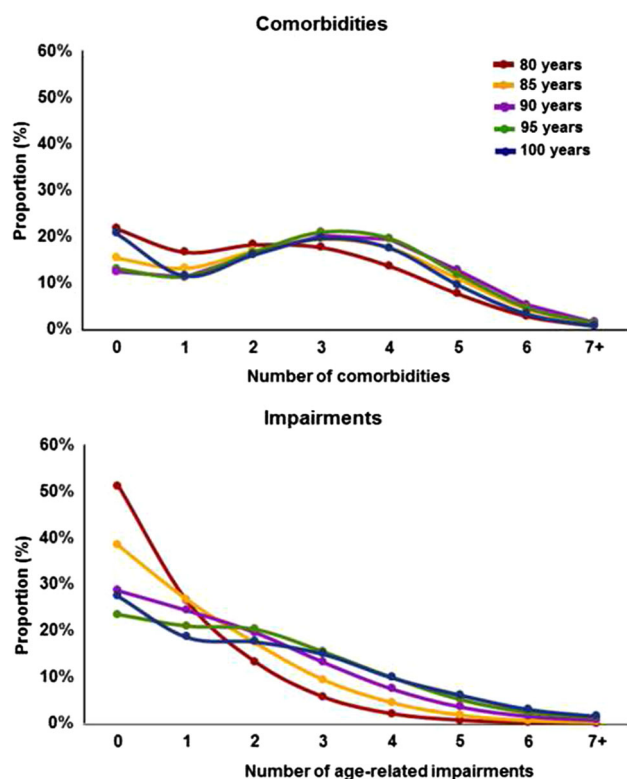 Comorbidities
60%
50%
40%
30%
20%
10%
0%
Proportion (%)
80 years
85 years
90 years
95 years
100 years
0 1 2 3 4 5 6 7+
Number of comorbidities
Impairments
60%
50%
40%
30%
20%
10%
0%
Proportion (%)
0 1 2 3 4 5 6 7+
Number of age-related impairments